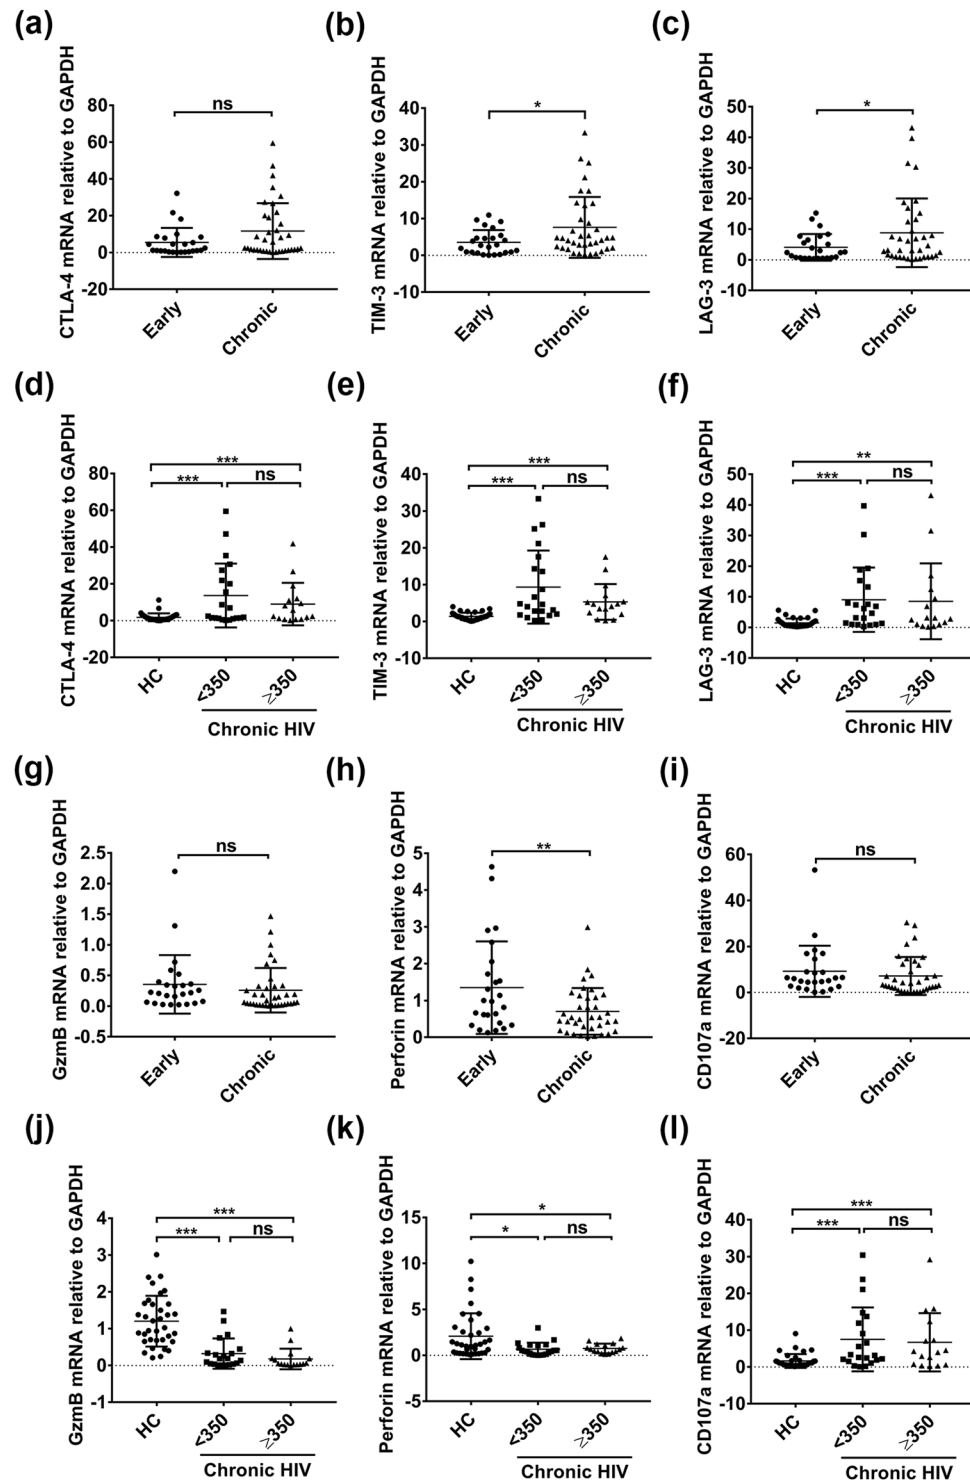 (a)
CTLA-4 mRNA relative to GAPDH
80
60
40
20
0
-20
ns
Early
Chronic
(b)
TIM-3 mRNA relative to GAPDH
40
30
20
10
0
-10
*
Early
Chronic
(c)
LAG-3 mRNA relative to GAPDH
50
40
30
20
10
0
-10
*
Early
Chronic
(d)
CTLA-4 mRNA relative to GAPDH
80
60
40
20
0
-20
***
***
ns
HC
<350
≥350
Chronic HIV
(e)
TIM-3 mRNA relative to GAPDH
40
30
20
10
0
-10
***
***
ns
HC
<350
≥350
Chronic HIV
(f)
LAG-3 mRNA relative to GAPDH
50
40
30
20
10
0
-10
**
***
ns
HC
<350
≥350
Chronic HIV
(g)
GzmB mRNA relative to GAPDH
2.5
2.0
1.5
1.0
0.5
0.0
-0.5
ns
Early
Chronic
(h)
Perforin mRNA relative to GAPDH
5
4
3
2
1
0
**
Early
Chronic
(i)
CD107a mRNA relative to GAPDH
60
40
20
0
-20
ns
Early
Chronic
(j)
GzmB mRNA relative to GAPDH
4
3
2
1
0
-1
***
***
ns
HC
<350
≥350
Chronic HIV
(k)
Perforin mRNA relative to GAPDH
15
10
5
0
-5
*
*
ns
HC
<350
≥350
Chronic HIV
(l)
CD107a mRNA relative to GAPDH
40
30
20
10
0
-10
***
***
ns
HC
<350
≥350
Chronic HIV